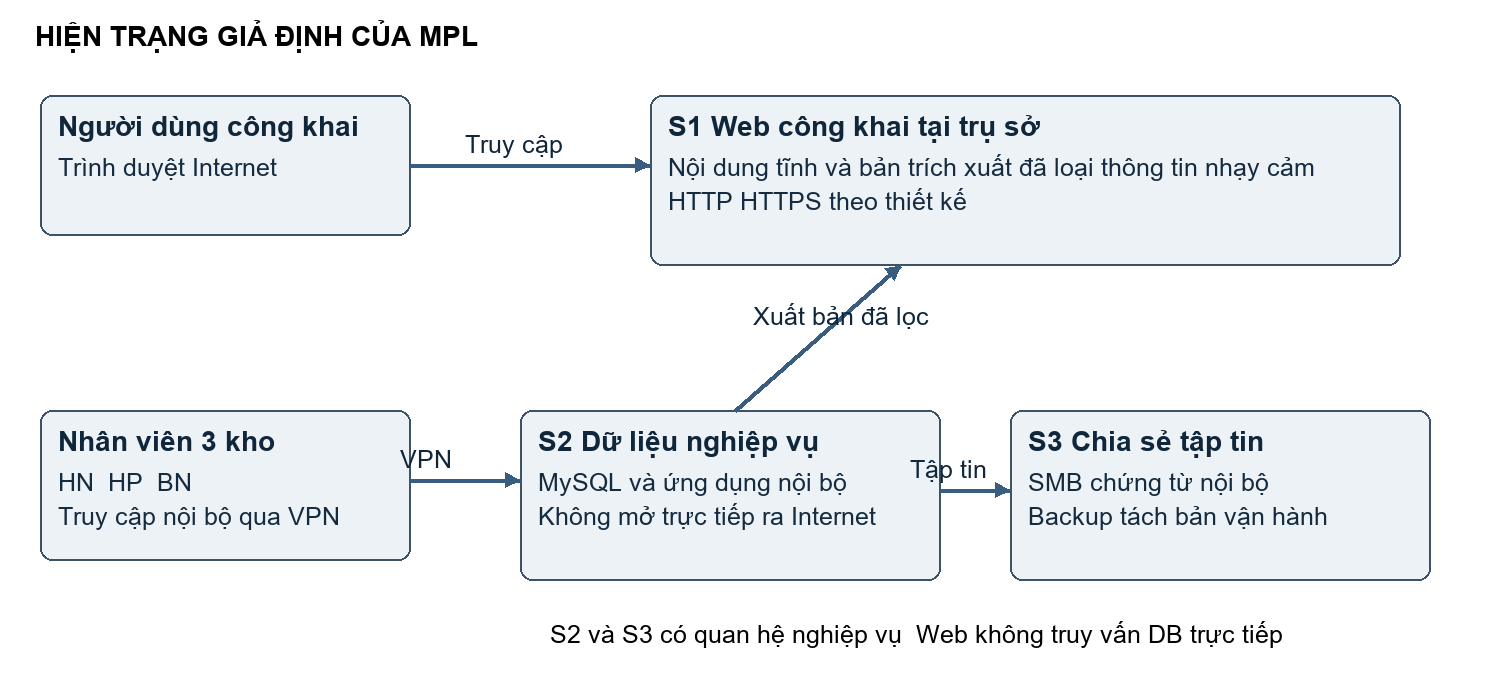 HIỆN TRẠNG GIẢ ĐỊNH CỦA MPL
Người dùng công khai
Trình duyệt Internet
Truy cập
S1 Web công khai tại trụ sở
Nội dung tĩnh và bản trích xuất đã loại thông tin nhạy cảm
HTTP HTTPS theo thiết kế
Xuất bản đã lọc
Nhân viên 3 kho
HN HP BN
Truy cập nội bộ qua VPN
VPN
S2 Dữ liệu nghiệp vụ
MySQL và ứng dụng nội bộ
Không mở trực tiếp ra Internet
Tập tin
S3 Chia sẻ tập tin
SMB chứng từ nội bộ
Backup tách bản vận hành
S2 và S3 có quan hệ nghiệp vụ Web không truy vấn DB trực tiếp